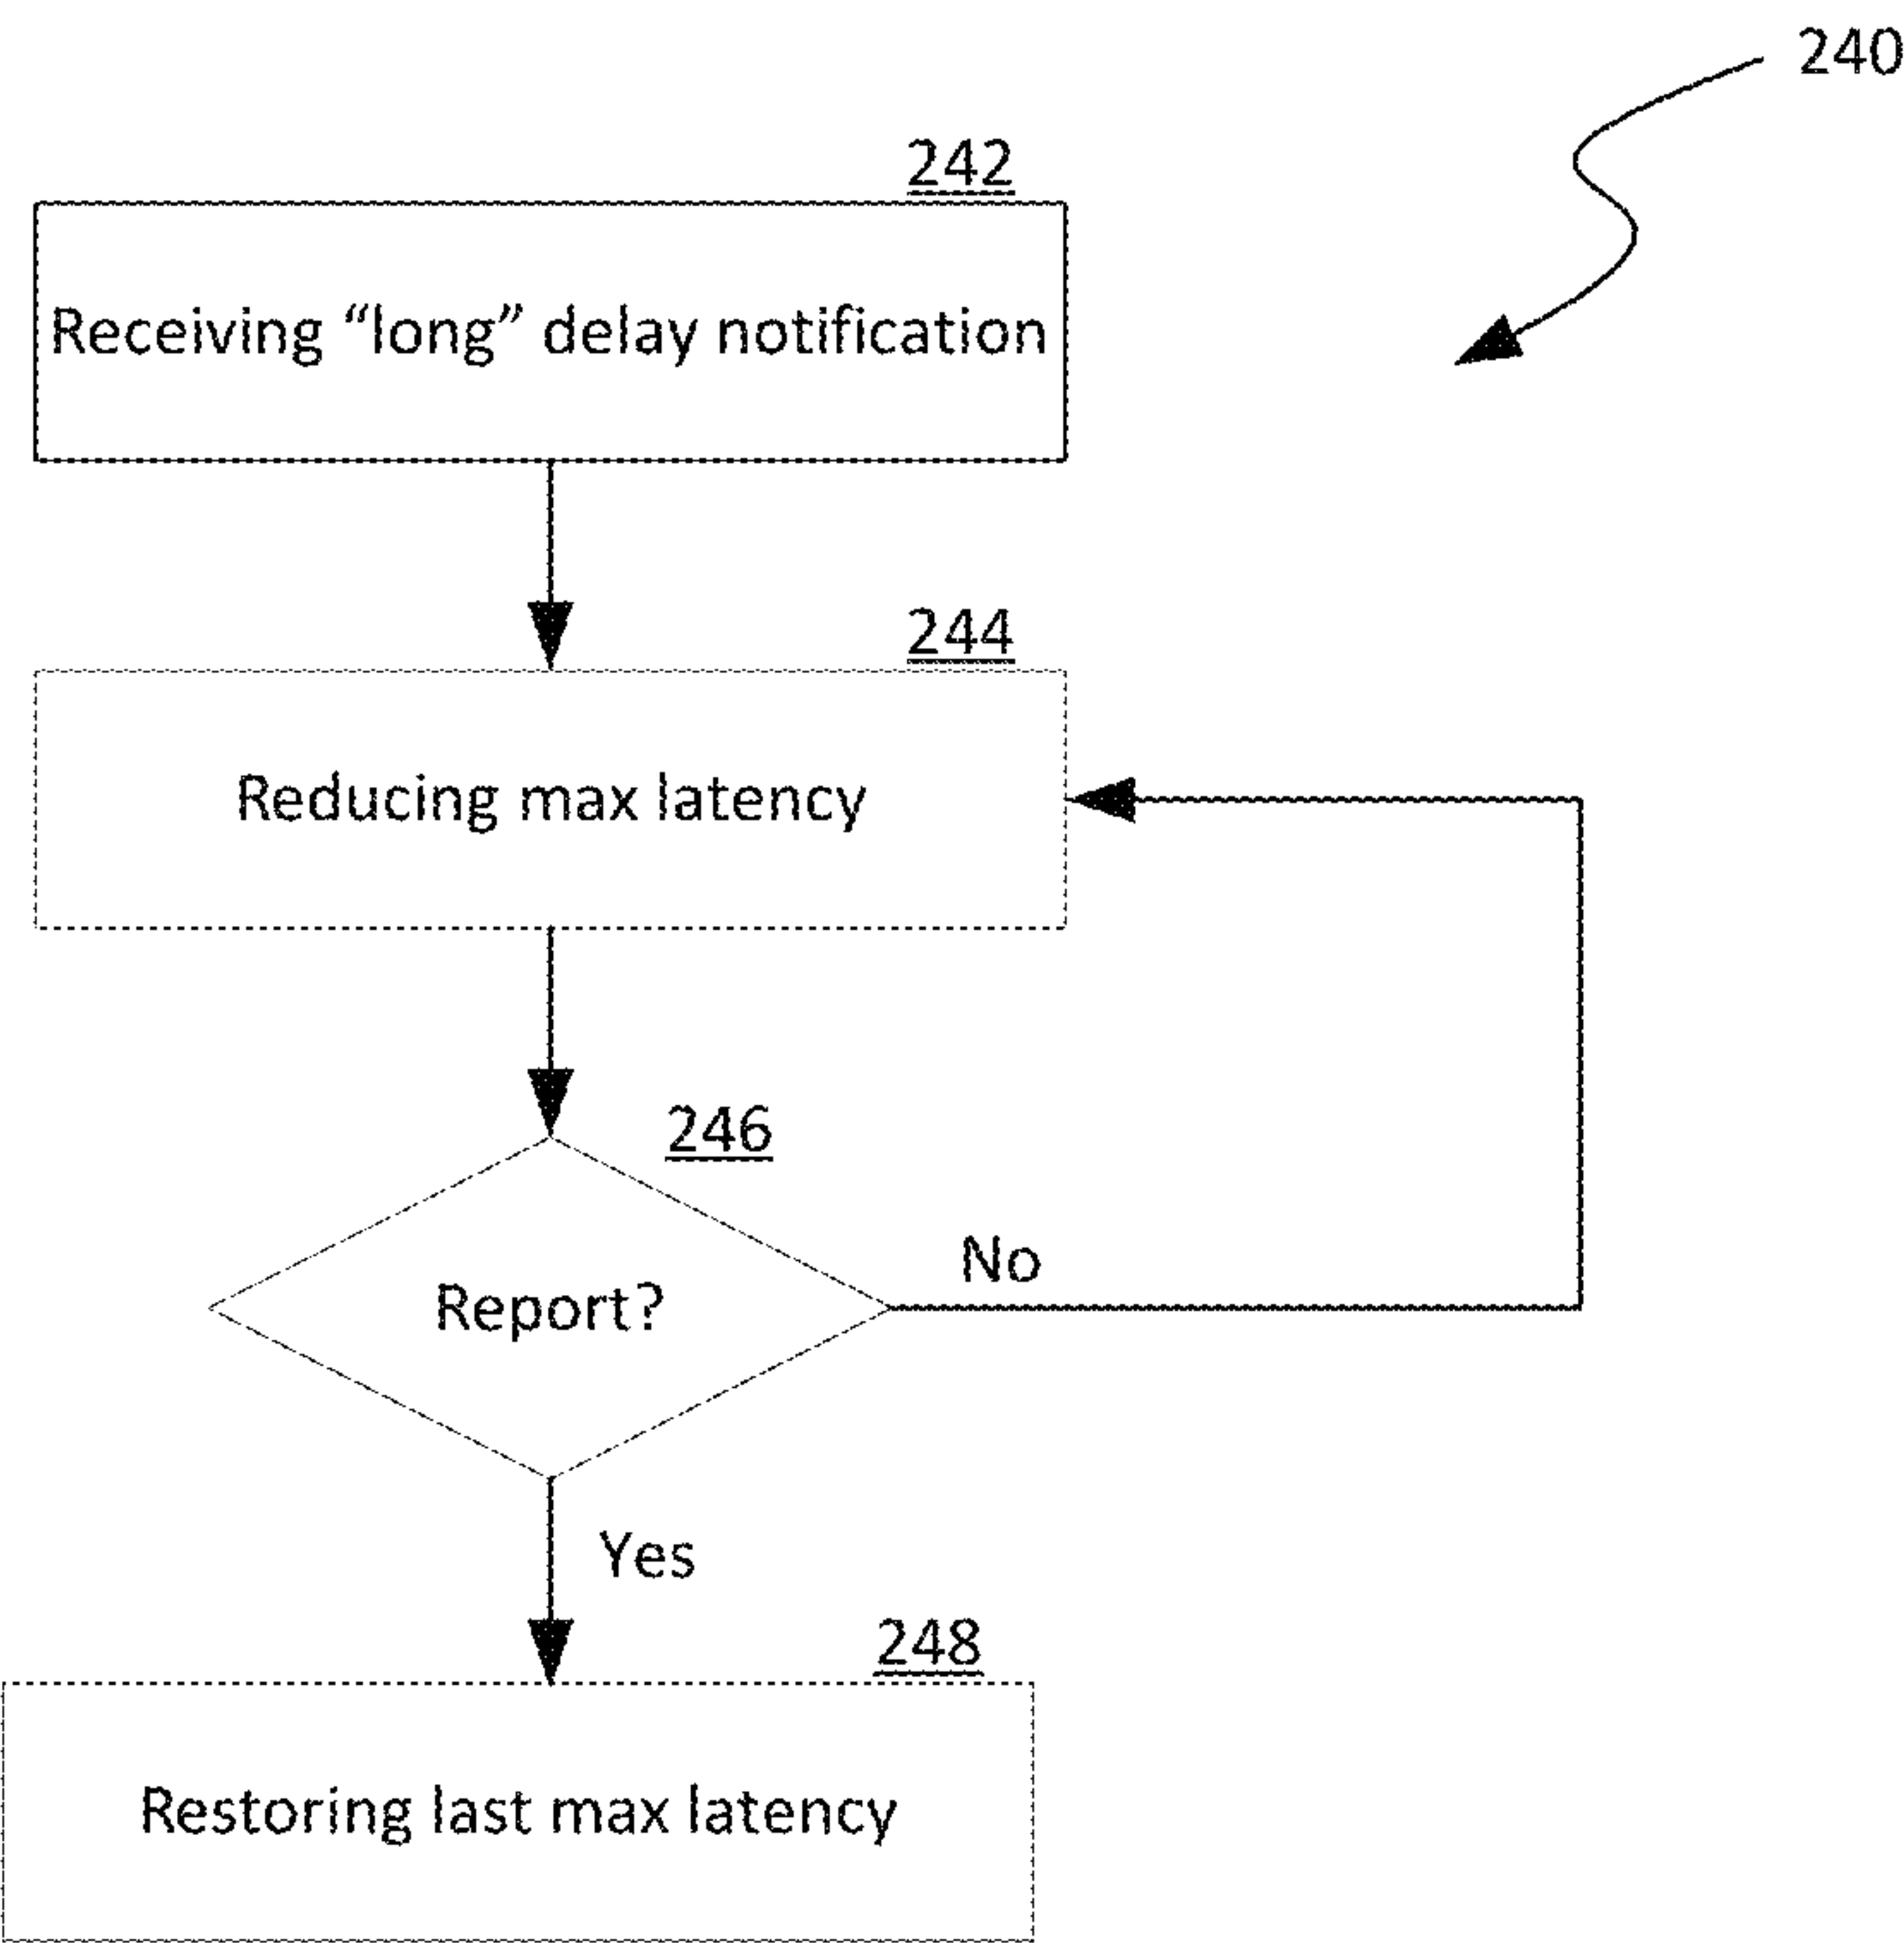 240
242
Receiving “long” delay notification
244
Reducing max latency
246
Report?
No
Yes
248
Restoring last max latency